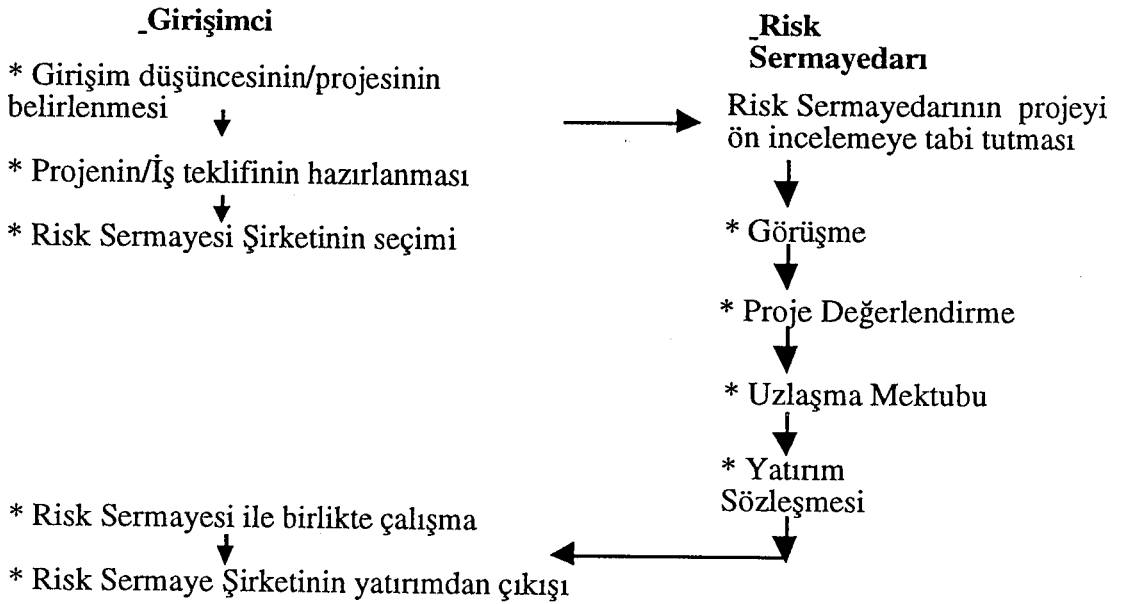 _Girişimci
* Girişim düşüncesinin/projesinin
belirlenmesi
* Projenin/İş teklifinin hazırlanması
* Risk Sermayesi Şirketinin seçimi
_Risk
Sermayedarı
Risk Sermayedarının projeyi
ön incelemeye tabi tutması
* Görüşme
* Proje Değerlendirme
* Uzlaşma Mektubu
* Yatırım
Sözleşmesi
* Risk Sermayesi ile birlikte çalışma
* Risk Sermaye Şirketinin yatırımdan çıkışı